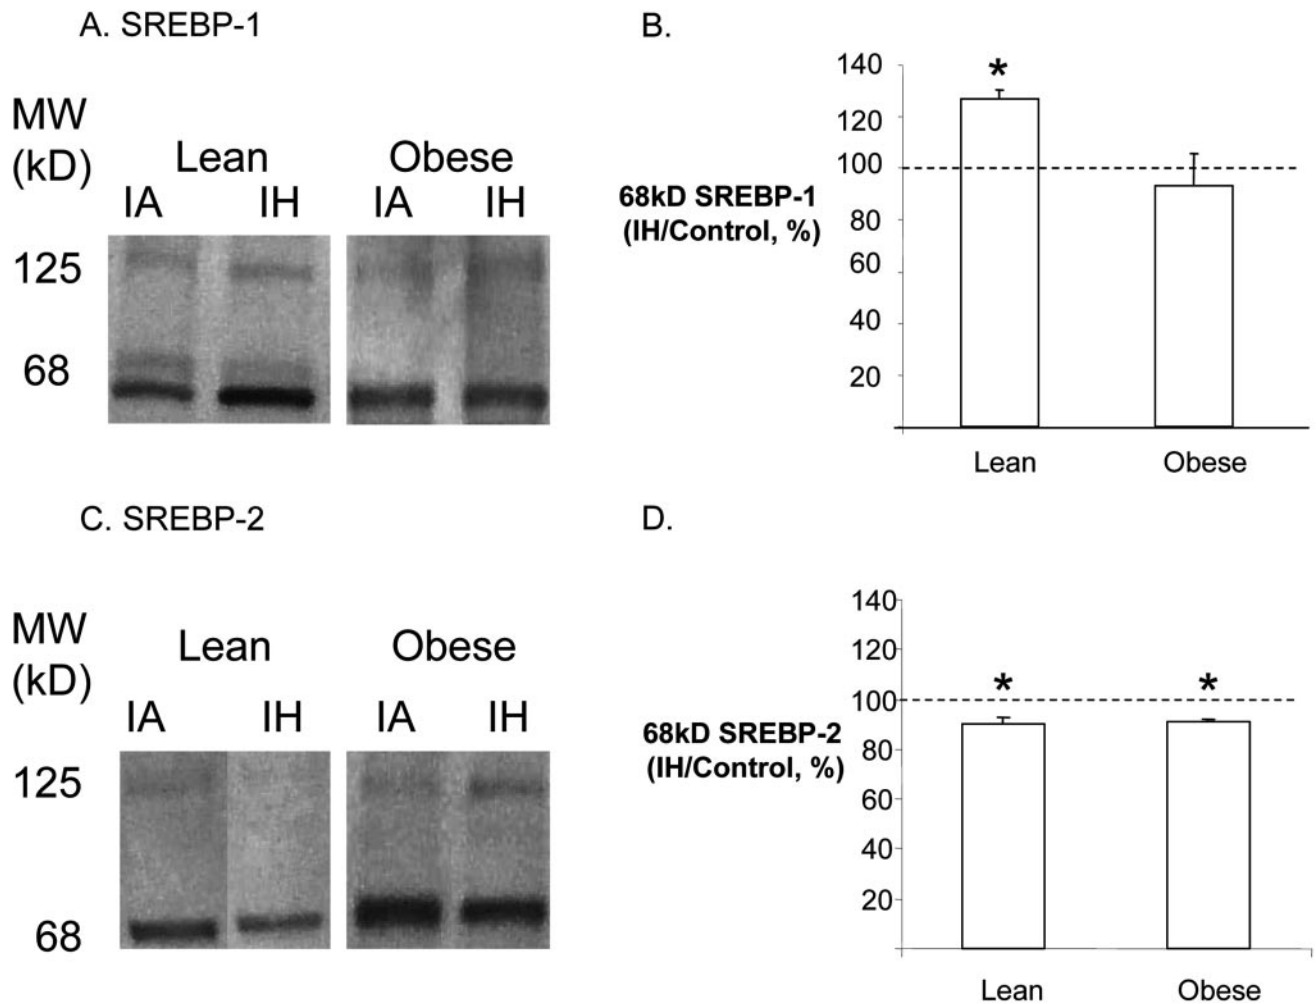 A. SREBP-1
MW
(kD)
Lean Obese
IA IH IA IH
125
68
B.
140
120
100
80
60
40
20
68kD SREBP-1
(IH/Control, %)
*
Lean Obese
C. SREBP-2
MW
(kD)
Lean Obese
IA IH IA IH
125
68
D.
140
120
100
80
60
40
20
68kD SREBP-2
(IH/Control, %)
* *
Lean Obese